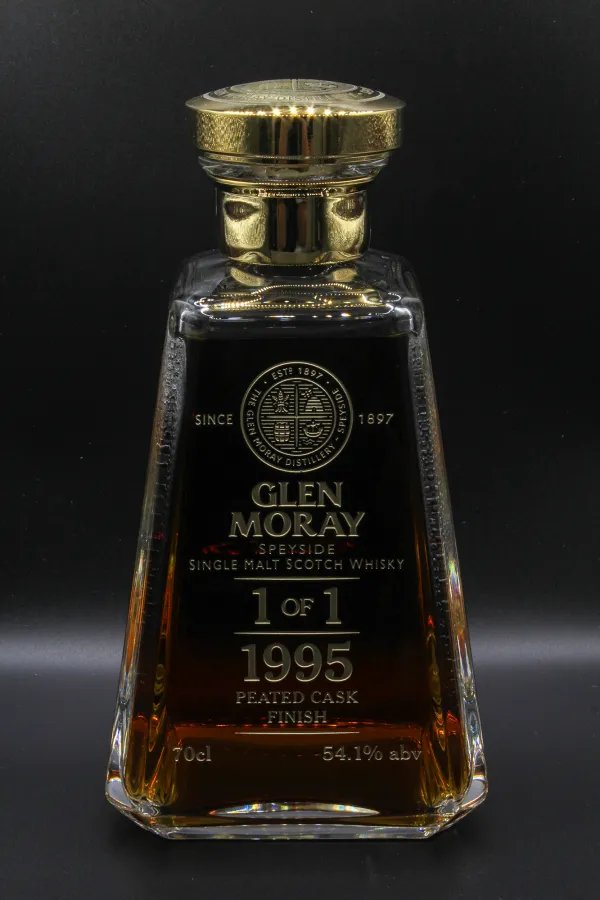 · ESTD 1897 ·
THE GLEN MORAY DISTILLERY · SPEYSIDE
SINCE 1897
GLEN
MORAY
SPEYSIDE
SINGLE MALT SCOTCH WHISKY
1 OF 1
1995
PEATED CASK
FINISH
70cl 54.1% abv